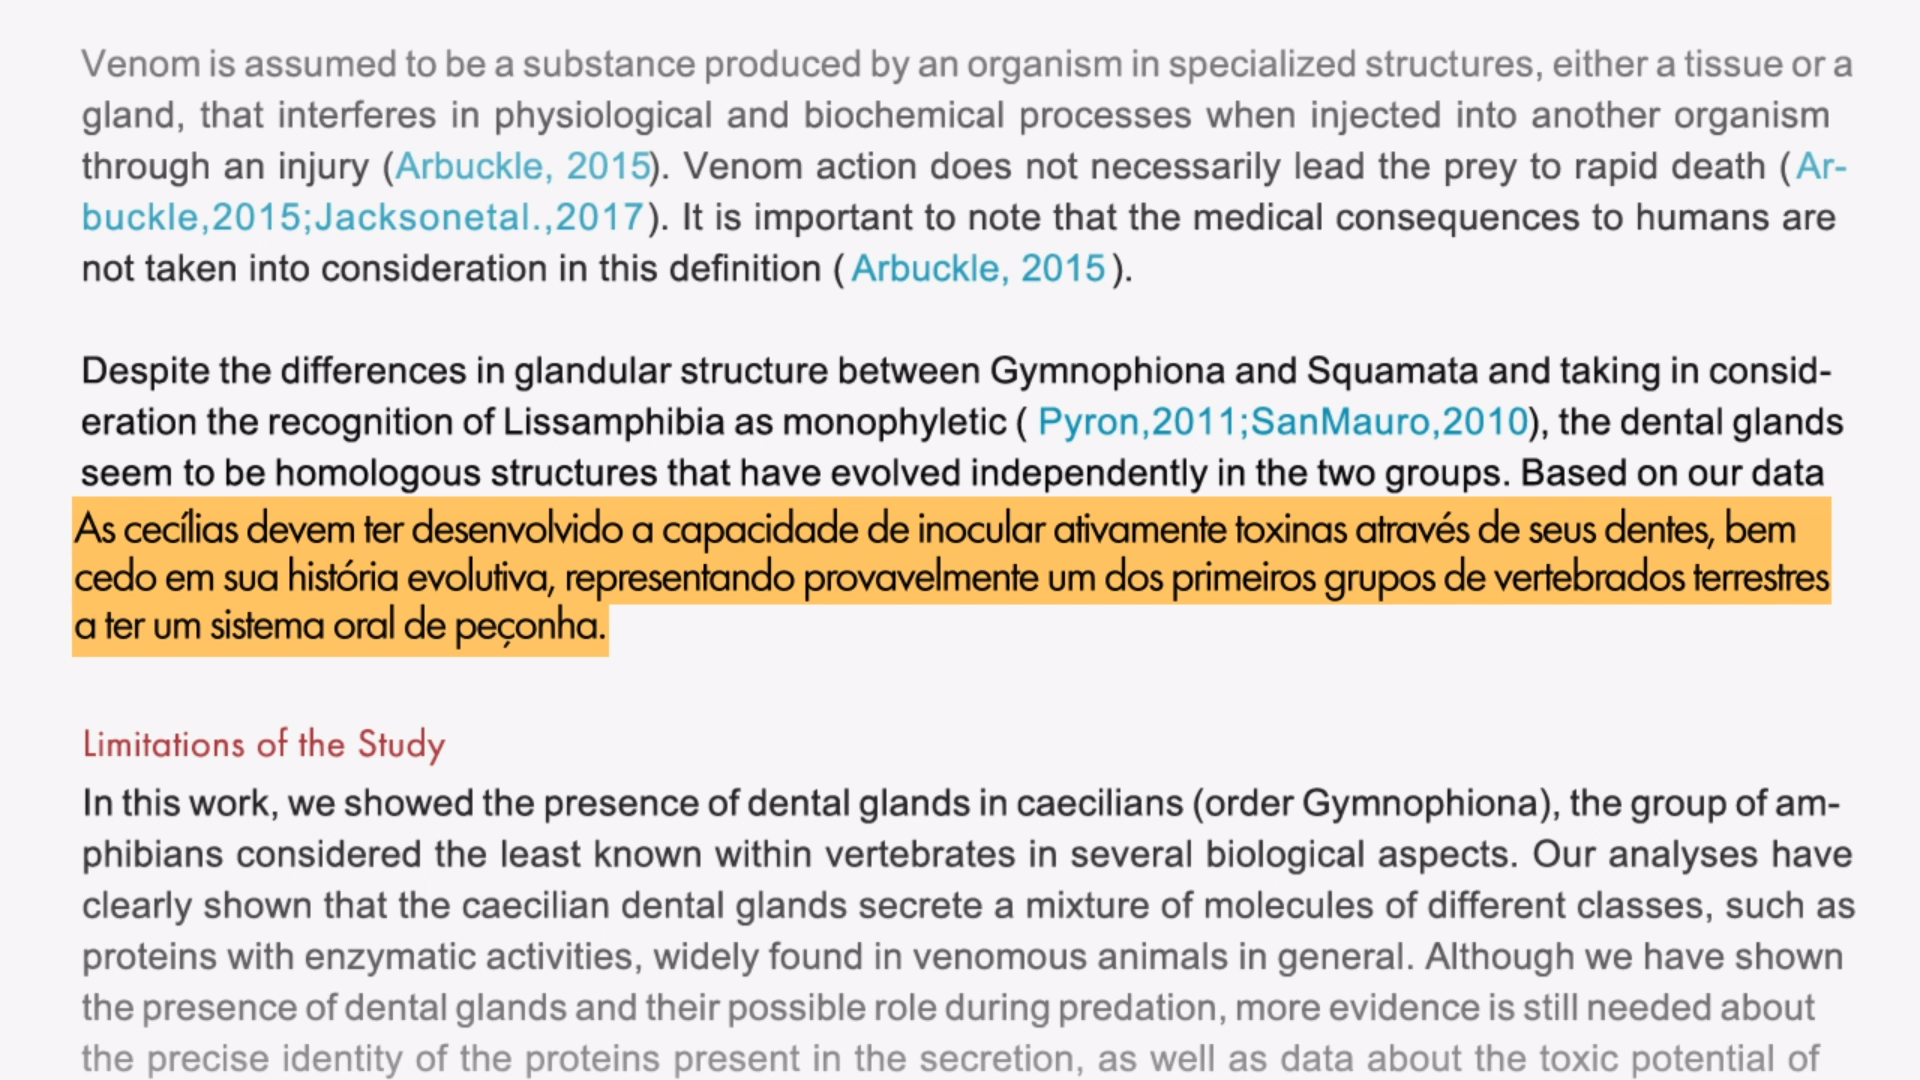 Venom is assumed to be a substance produced by an organism in specialized structures, either a tissue or a
gland, that interferes in physiological and biochemical processes when injected into another organism
through an injury (Arbuckle, 2015). Venom action does not necessarily lead the prey to rapid death (Ar-
buckle,2015;Jacksonetal.,2017). It is important to note that the medical consequences to humans are
not taken into consideration in this definition (Arbuckle, 2015).
Despite the differences in glandular structure between Gymnophiona and Squamata and taking in consid-
eration the recognition of Lissamphibia as monophyletic ( Pyron,2011;SanMauro,2010), the dental glands
seem to be homologous structures that have evolved independently in the two groups. Based on our data
As cecílias devem ter desenvolvido a capacidade de inocular ativamente toxinas através de seus dentes, bem
cedo em sua história evolutiva, representando provavelmente um dos primeiros grupos de vertebrados terrestres
a ter um sistema oral de peçonha.
Limitations of the Study
In this work, we showed the presence of dental glands in caecilians (order Gymnophiona), the group of am-
phibians considered the least known within vertebrates in several biological aspects. Our analyses have
clearly shown that the caecilian dental glands secrete a mixture of molecules of different classes, such as
proteins with enzymatic activities, widely found in venomous animals in general. Although we have shown
the presence of dental glands and their possible role during predation, more evidence is still needed about
the precise identity of the proteins present in the secretion, as well as data about the toxic potential of